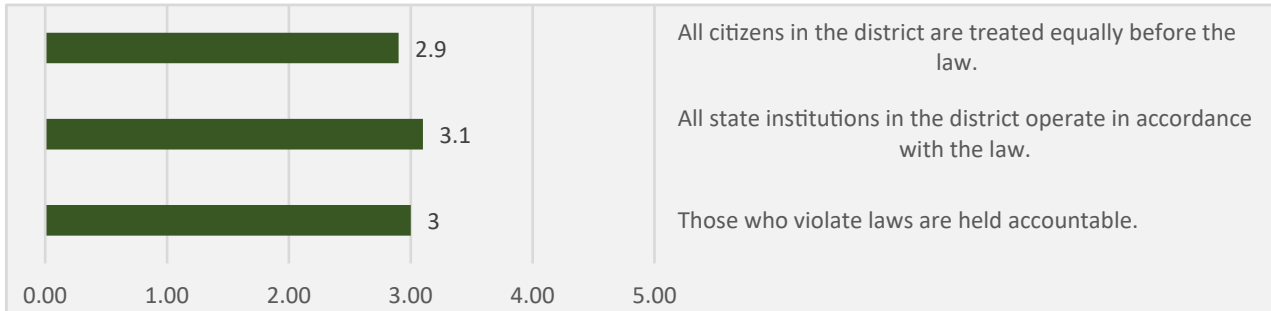 2.9
All citizens in the district are treated equally before the
law.
3.1
All state institutions in the district operate in accordance
with the law.
3
Those who violate laws are held accountable.
0.00 1.00 2.00 3.00 4.00 5.00